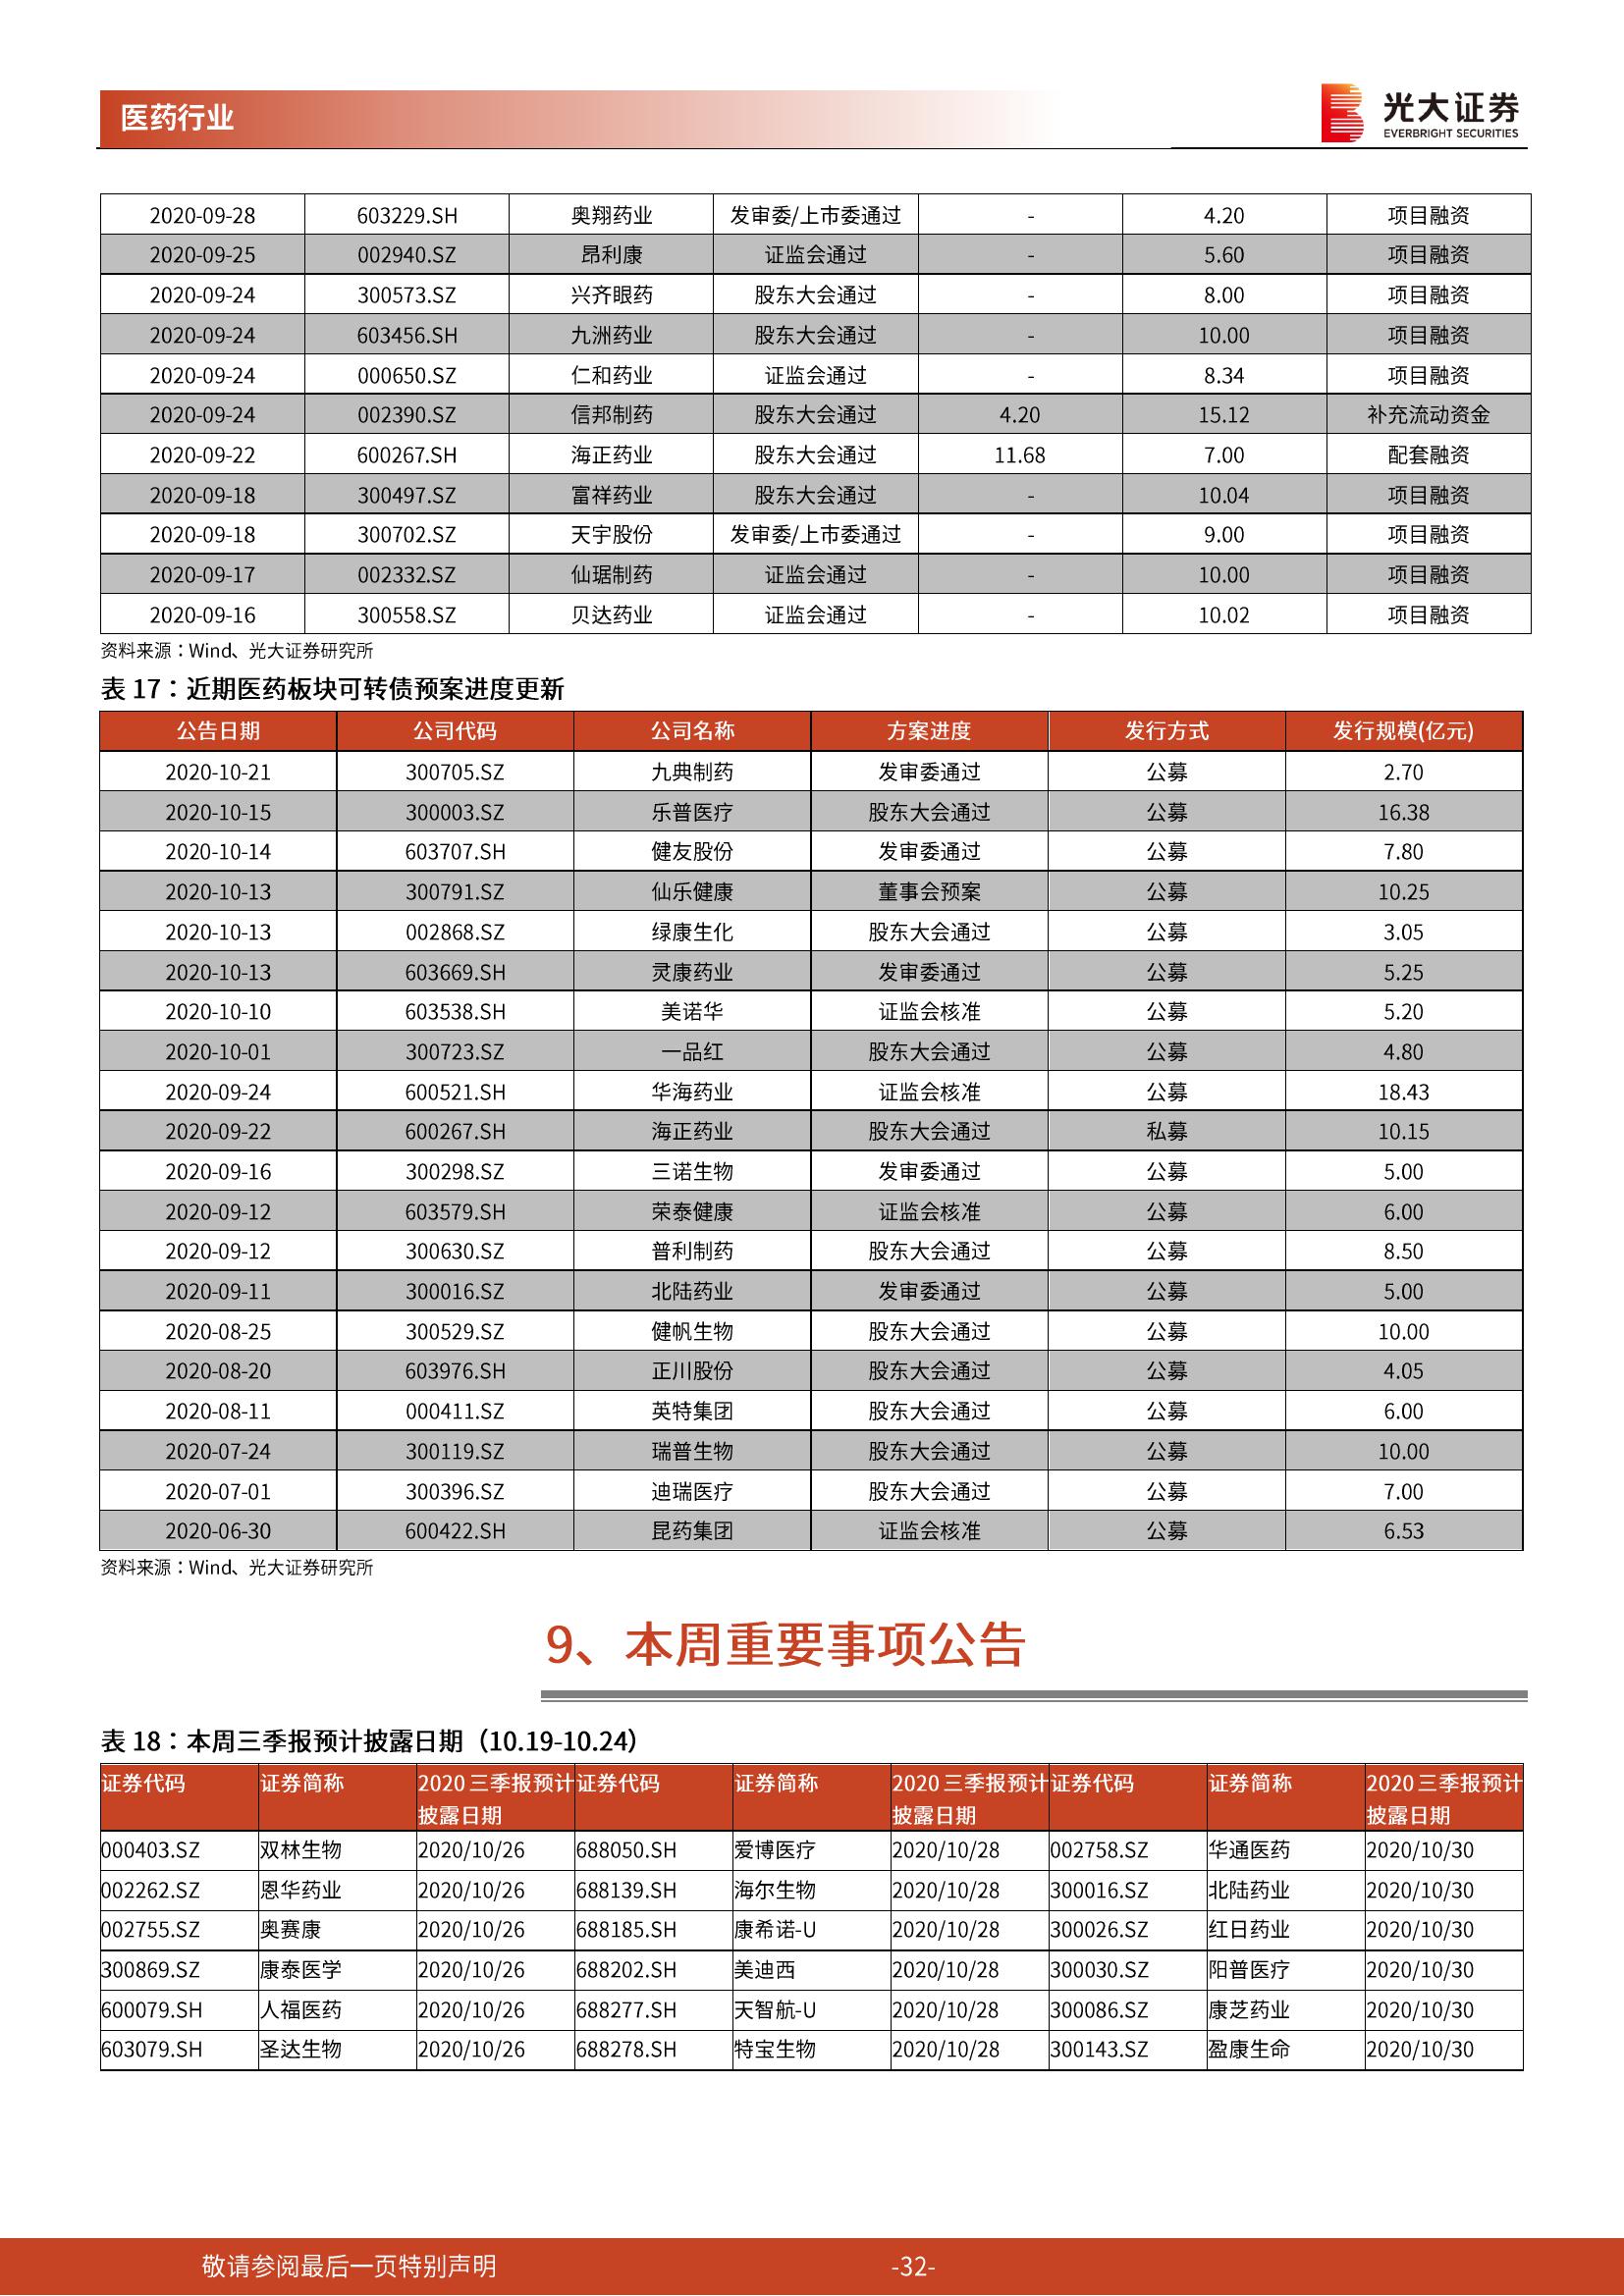 医药行业
光大证券
EVERBRIGHT SECURITIES
2020-09-28 603229.SH 奥翔药业 发审委/上市委通过 - 4.20 项目融资
2020-09-25 002940.SZ 昂利康 证监会通过 - 5.60 项目融资
2020-09-24 300573.SZ 兴齐眼药 股东大会通过 - 8.00 项目融资
2020-09-24 603456.SH 九洲药业 股东大会通过 - 10.00 项目融资
2020-09-24 000650.SZ 仁和药业 证监会通过 - 8.34 项目融资
2020-09-24 002390.SZ 信邦制药 股东大会通过 4.20 15.12 补充流动资金
2020-09-22 600267.SH 海正药业 股东大会通过 11.68 7.00 配套融资
2020-09-18 300497.SZ 富祥药业 股东大会通过 - 10.04 项目融资
2020-09-18 300702.SZ 天宇股份 发审委/上市委通过 - 9.00 项目融资
2020-09-17 002332.SZ 仙琚制药 证监会通过 - 10.00 项目融资
2020-09-16 300558.SZ 贝达药业 证监会通过 - 10.02 项目融资
资料来源：Wind、光大证券研究所
表 17：近期医药板块可转债预案进度更新
公告日期 公司代码 公司名称 方案进度 发行方式 发行规模(亿元)
2020-10-21 300705.SZ 九典制药 发审委通过 公募 2.70
2020-10-15 300003.SZ 乐普医疗 股东大会通过 公募 16.38
2020-10-14 603707.SH 健友股份 发审委通过 公募 7.80
2020-10-13 300791.SZ 仙乐健康 董事会预案 公募 10.25
2020-10-13 002868.SZ 绿康生化 股东大会通过 公募 3.05
2020-10-13 603669.SH 灵康药业 发审委通过 公募 5.25
2020-10-10 603538.SH 美诺华 证监会核准 公募 5.20
2020-10-01 300723.SZ 一品红 股东大会通过 公募 4.80
2020-09-24 600521.SH 华海药业 证监会核准 公募 18.43
2020-09-22 600267.SH 海正药业 股东大会通过 私募 10.15
2020-09-16 300298.SZ 三诺生物 发审委通过 公募 5.00
2020-09-12 603579.SH 荣泰健康 证监会核准 公募 6.00
2020-09-12 300630.SZ 普利制药 股东大会通过 公募 8.50
2020-09-11 300016.SZ 北陆药业 发审委通过 公募 5.00
2020-08-25 300529.SZ 健帆生物 股东大会通过 公募 10.00
2020-08-20 603976.SH 正川股份 股东大会通过 公募 4.05
2020-08-11 000411.SZ 英特集团 股东大会通过 公募 6.00
2020-07-24 300119.SZ 瑞普生物 股东大会通过 公募 10.00
2020-07-01 300396.SZ 迪瑞医疗 股东大会通过 公募 7.00
2020-06-30 600422.SH 昆药集团 证监会核准 公募 6.53
资料来源：Wind、光大证券研究所
9、本周重要事项公告
表 18：本周三季报预计披露日期（10.19-10.24）
证券代码 证券简称 2020 三季报预计 证券代码 证券简称 2020 三季报预计 证券代码 证券简称 2020 三季报预计
披露日期 披露日期 披露日期
000403.SZ 双林生物 2020/10/26 688050.SH 爱博医疗 2020/10/28 002758.SZ 华通医药 2020/10/30
002262.SZ 恩华药业 2020/10/26 688139.SH 海尔生物 2020/10/28 300016.SZ 北陆药业 2020/10/30
002755.SZ 奥赛康 2020/10/26 688185.SH 康希诺-U 2020/10/28 300026.SZ 红日药业 2020/10/30
300869.SZ 康泰医学 2020/10/26 688202.SH 美迪西 2020/10/28 300030.SZ 阳普医疗 2020/10/30
600079.SH 人福医药 2020/10/26 688277.SH 天智航-U 2020/10/28 300086.SZ 康芝药业 2020/10/30
603079.SH 圣达生物 2020/10/26 688278.SH 特宝生物 2020/10/28 300143.SZ 盈康生命 2020/10/30
敬请参阅最后一页特别声明 -32-